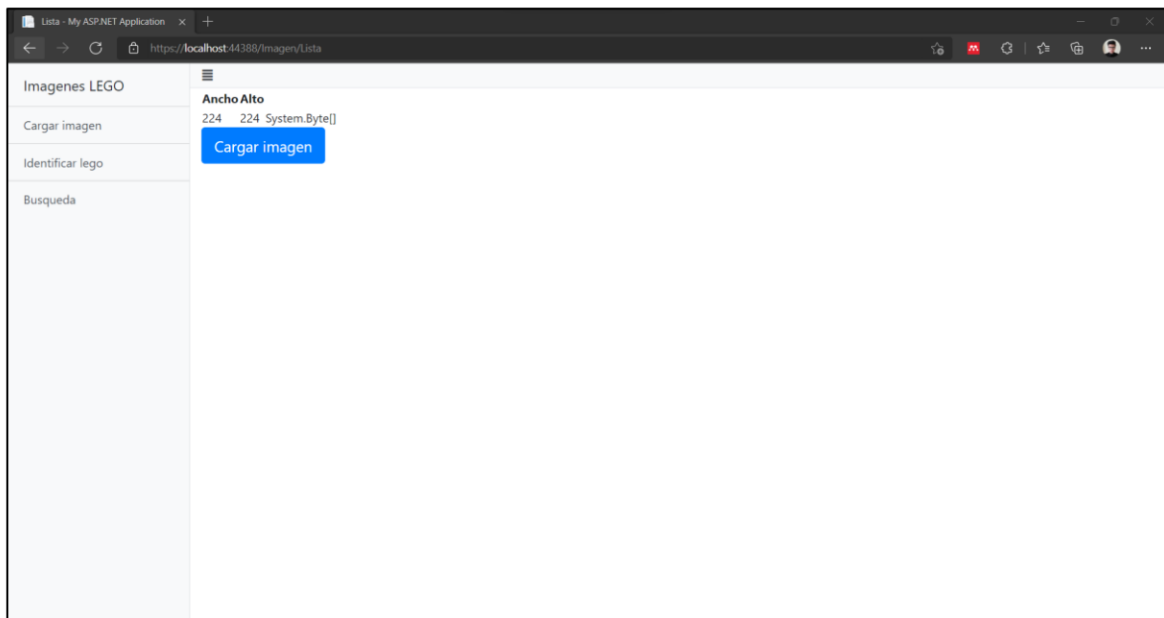 Lista - My ASP.NET Application
https://localhost:44388/Imagen/Lista
Imagenes LEGO
Cargar imagen
Identificar lego
Busqueda
Ancho Alto
224 224 System.Byte[]
Cargar imagen